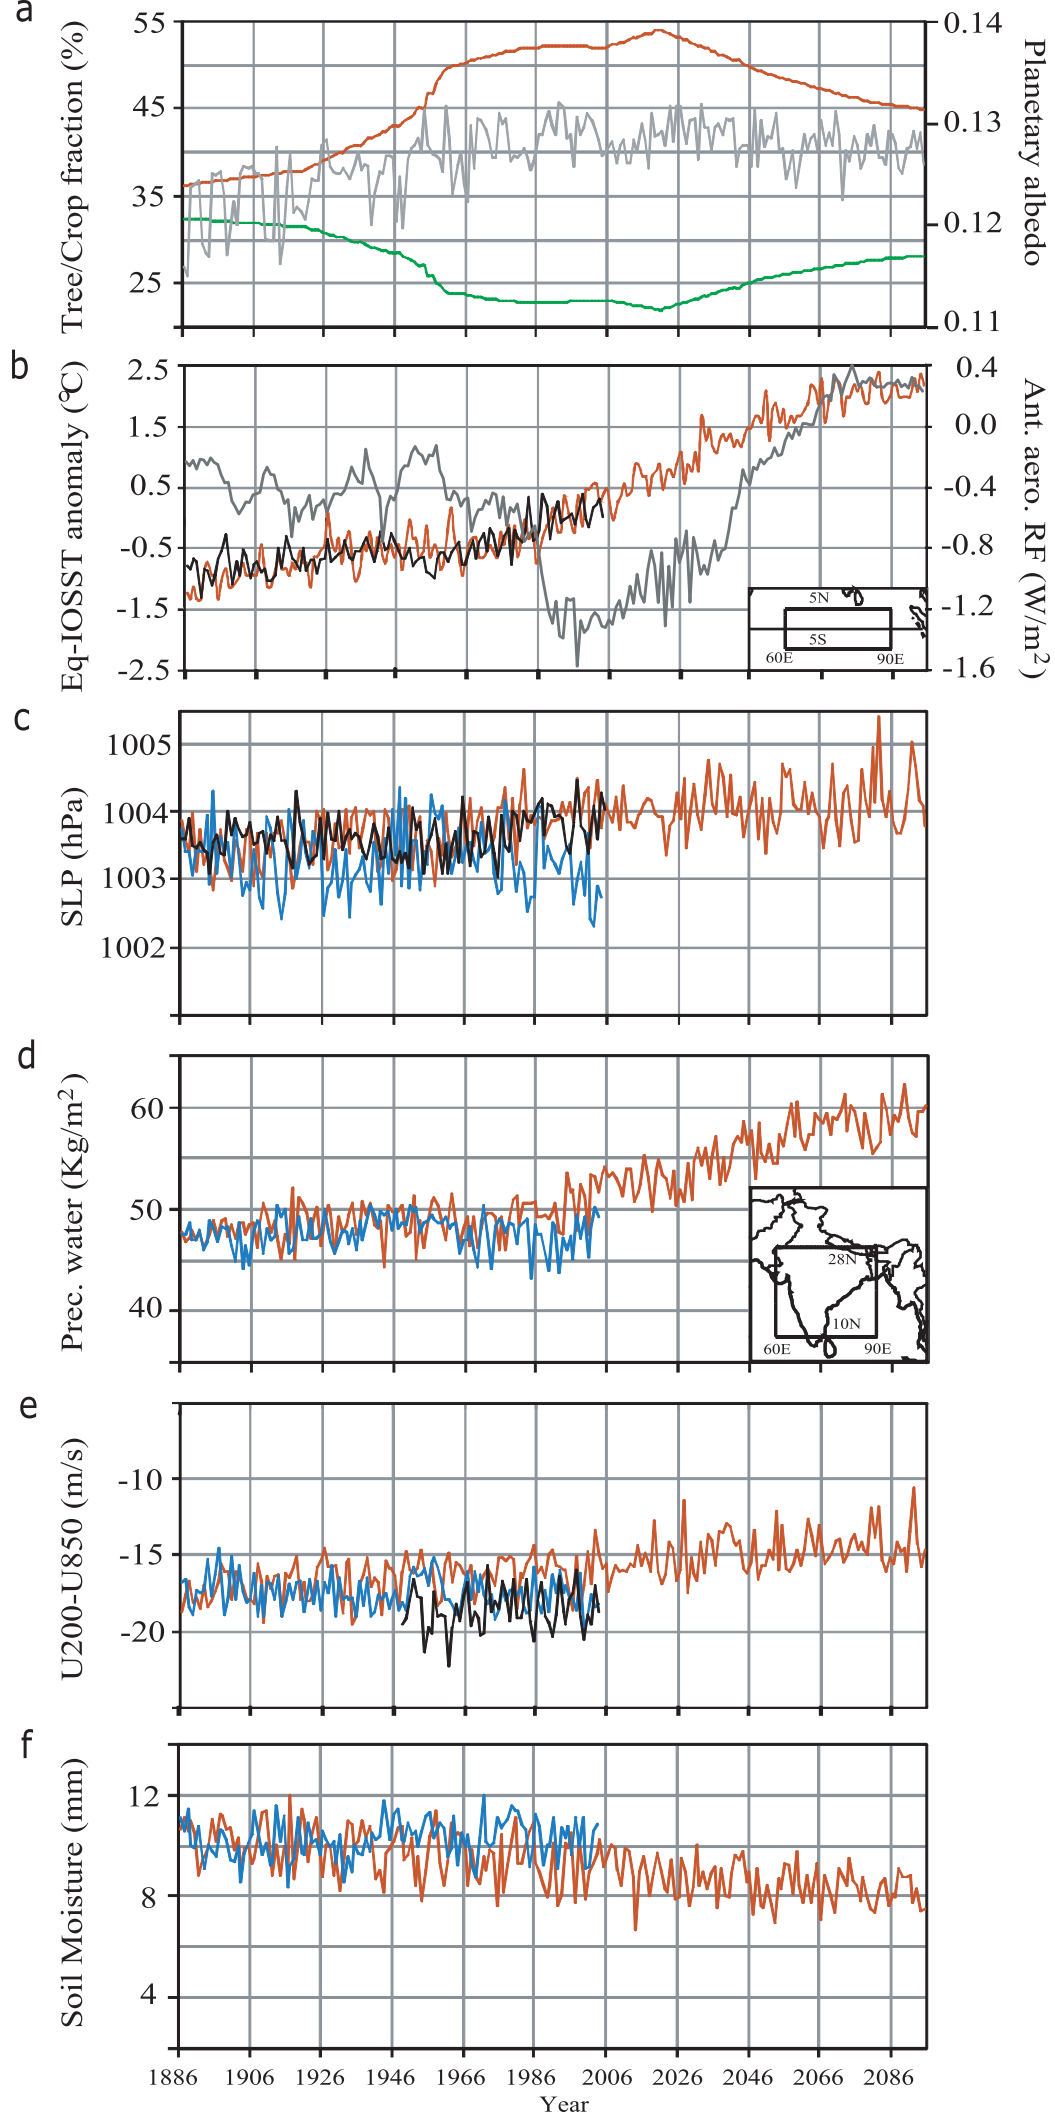 a
55
45
35
25
Tree/Crop fraction (%)
0.14
0.13
0.12
0.11
Planetary albedo
b
2.5
1.5
0.5
-0.5
-1.5
-2.5
Eq-IOSST anomaly (℃)
0.4
0.0
-0.4
-0.8
-1.2
-1.6
Ant. aero. RF (W/m²)
5N
5S
60E
90E
c
1005
1004
1003
1002
SLP (hPa)
d
60
50
40
Prec. water (Kg/m²)
28N
10N
60E
90E
e
-10
-15
-20
U200-U850 (m/s)
f
12
8
4
Soil Moisture (mm)
1886 1906 1926 1946 1966 1986 2006 2026 2046 2066 2086
Year